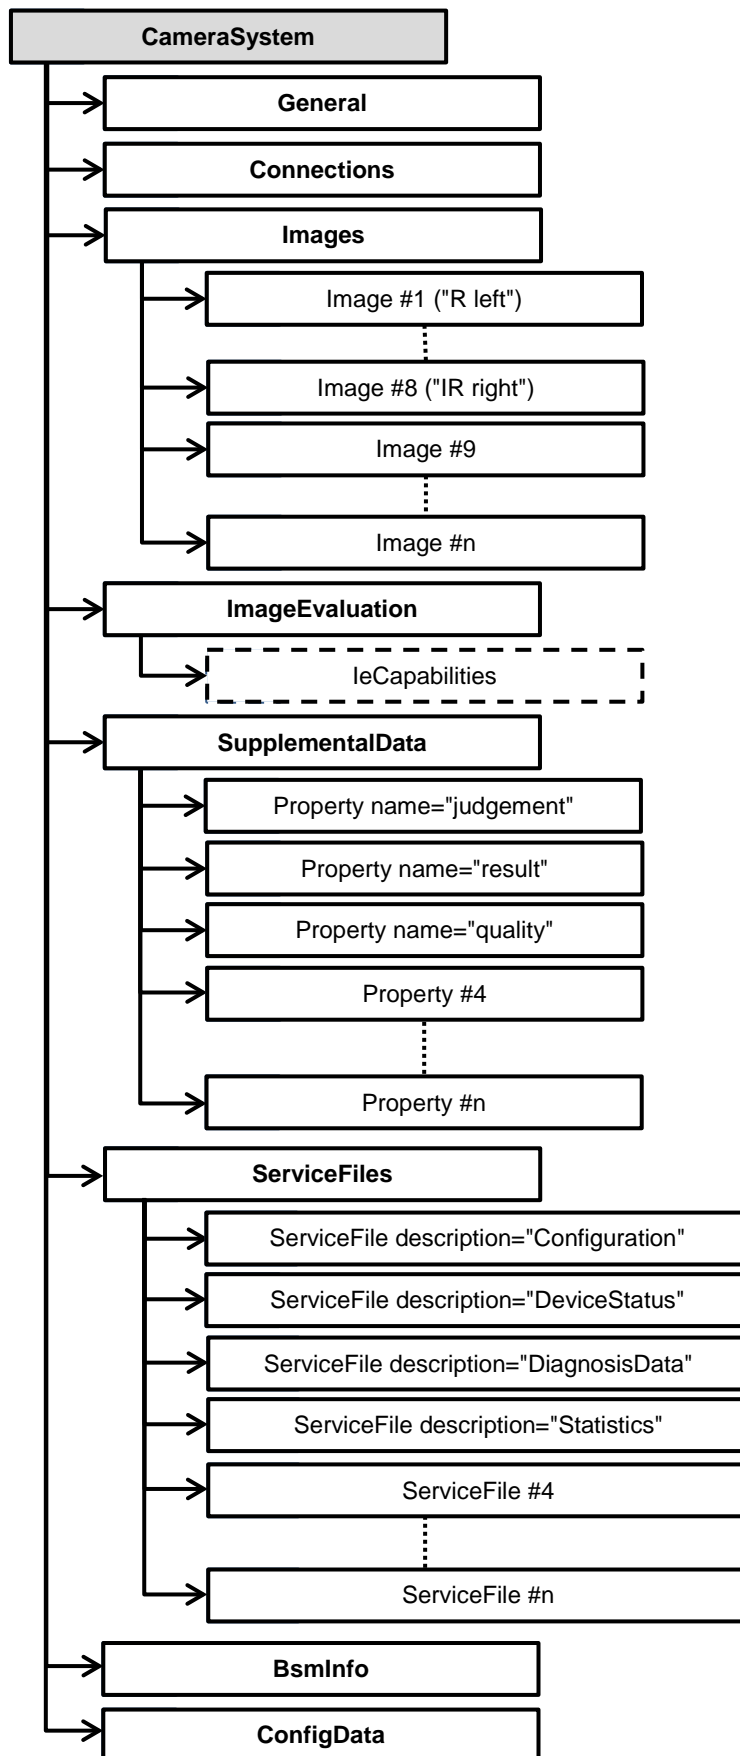 CameraSystem
General
Connections
Images
Image #1 ("R left")
Image #8 ("IR right")
Image #9
Image #n
ImageEvaluation
IeCapabilities
SupplementalData
Property name="judgement"
Property name="result"
Property name="quality"
Property #4
Property #n
ServiceFiles
ServiceFile description="Configuration"
ServiceFile description="DeviceStatus"
ServiceFile description="DiagnosisData"
ServiceFile description="Statistics"
ServiceFile #4
ServiceFile #n
BsmInfo
ConfigData